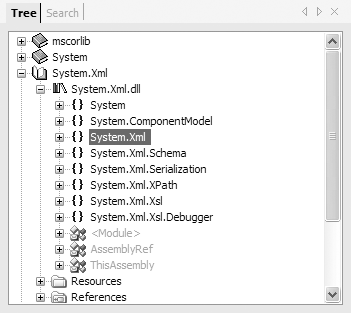 Tree Search
mscorlib
System
System.Xml
System.Xml.dll
{} System
{} System.ComponentModel
{} System.Xml
{} System.Xml.Schema
{} System.Xml.Serialization
{} System.Xml.XPath
{} System.Xml.Xsl
{} System.Xml.Xsl.Debugger
<Module>
AssemblyRef
ThisAssembly
Resources
References